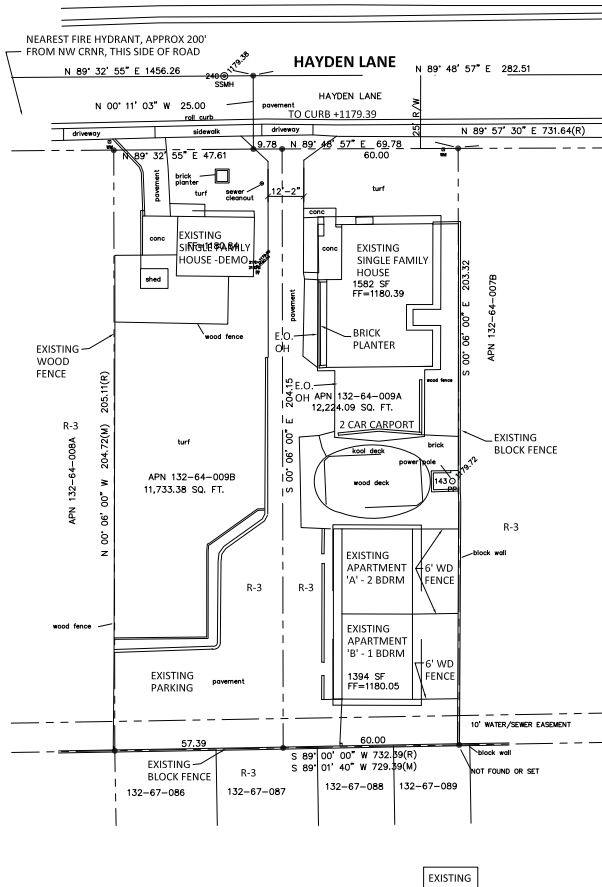 NEAREST FIRE HYDRANT, APPROX 200'
FROM NW CRNR, THIS SIDE OF ROAD
HAYDEN LANE
N 89° 32' 55" E 1456.26
240
1179.38
SSMH
N 89° 48' 57" E 282.51
HAYDEN LANE
N 00° 11' 03" W 25.00
pavement
TO CURB +1179.39
25' R/W
roll curb
driveway
sidewalk
driveway
N 89° 57' 30" E 731.64(R)
N 89° 32' 55" E 47.61
9.78
N 89° 48' 57" E 69.78
60.00
pavement
brick
planter
turf
sewer
cleanout
12'-2"
turf
conc
EXISTING
SINGLE FAMILY
FF=1180.84
HOUSE -DEMO
shed
conc
conc
EXISTING
SINGLE FAMILY
HOUSE
1582 SF
FF=1180.39
S 00° 06' 00" E 203.32
APN 132-64-007B
pavement
wood fence
E.O.
OH
BRICK
PLANTER
EXISTING
WOOD
FENCE
E.O.
OH
wood fence
APN 132-64-009A
12,224.09 SQ. FT.
2 CAR CARPORT
R-3
APN 132-64-008A
N 00° 06' 00" W 204.72(M) 205.11(R)
S 00° 06' 00" E 204.15
turf
brick
EXISTING
BLOCK FENCE
kool deck
power pole
1179.72
143
PP
wood deck
APN 132-64-009B
11,733.38 SQ. FT.
R-3
block wall
EXISTING
APARTMENT
'A' - 2 BDRM
6' WD
FENCE
R-3
R-3
wood fence
EXISTING
APARTMENT
'B' - 1 BDRM
1394 SF
FF=1180.05
6' WD
FENCE
EXISTING
PARKING
pavement
10' WATER/SEWER EASEMENT
57.39
60.00
EXISTING
BLOCK FENCE
S 89° 00' 00" W 732.39(R)
S 89° 01' 40" W 729.39(M)
block wall
NOT FOUND OR SET
R-3
132-67-086
132-67-087
132-67-088
132-67-089
EXISTING